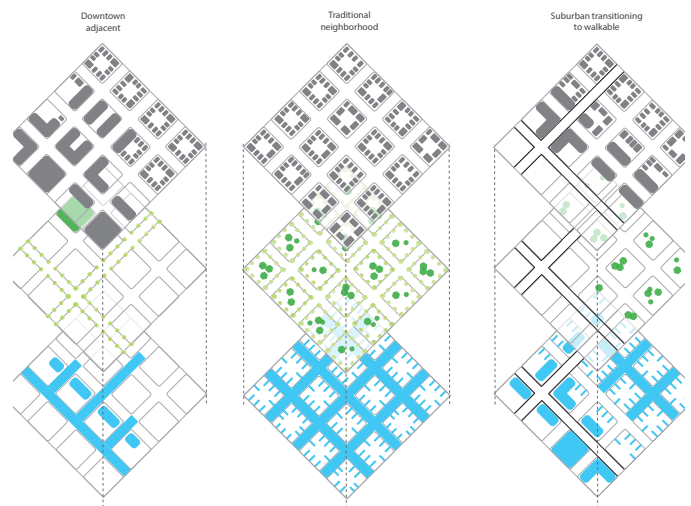 Downtown
adjacent
Traditional
neighborhood
Suburban transitioning
to walkable